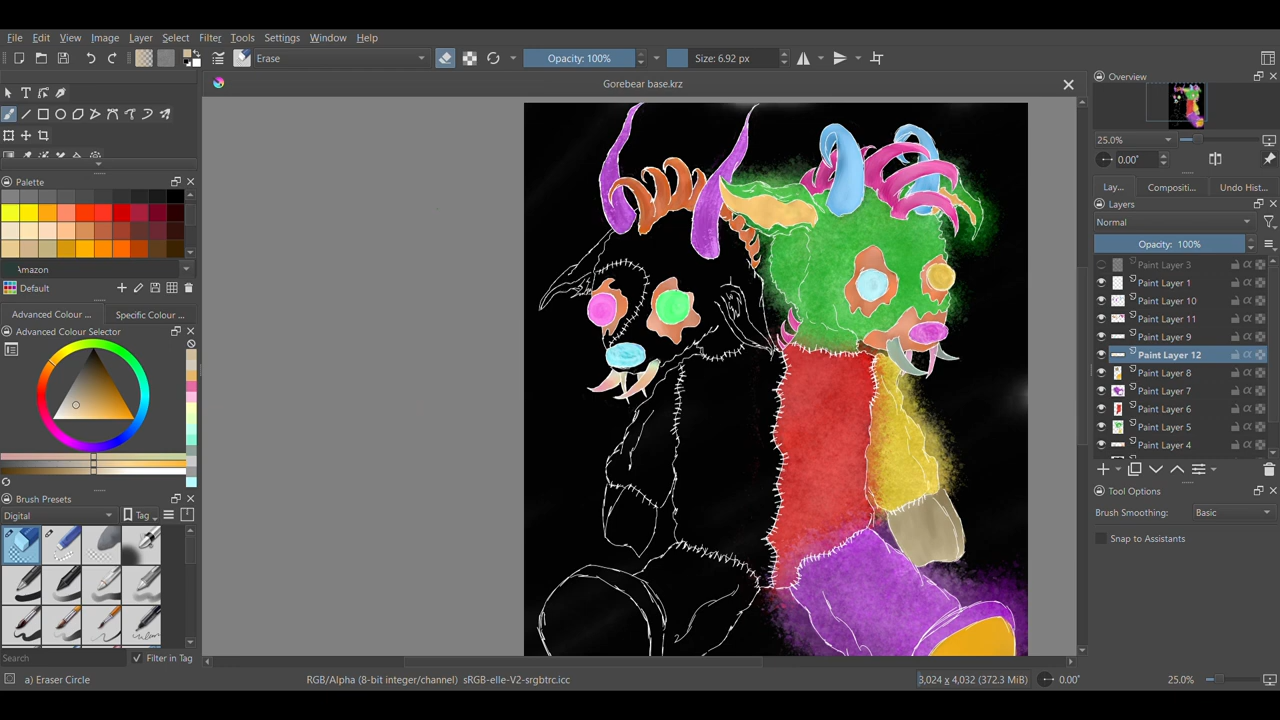 File Edit View Image Layer Select Filter Tools Settings Window Help
Erase Opacity: 100% Size: 6.92 px
Gorebear base.krz
Overview
25.0%
0.00°
Lay... Compositi... Undo Hist...
Layers
Normal
Opacity: 100%
Paint Layer 3
Paint Layer 1
Paint Layer 10
Paint Layer 11
Paint Layer 9
Paint Layer 12
Paint Layer 8
Paint Layer 7
Paint Layer 6
Paint Layer 5
Paint Layer 4
Tool Options
Brush Smoothing: Basic
Snap to Assistants
Palette
Amazon
Default
Advanced Colour ... Specific Colour ...
Advanced Colour Selector
Brush Presets
Digital Tag
Search Filter in Tag
a) Eraser Circle RGB/Alpha (8-bit integer/channel) sRGB-elle-V2-srgbtrc.icc 3,024 x 4,032 (372.3 MiB) 0.00° 25.0%